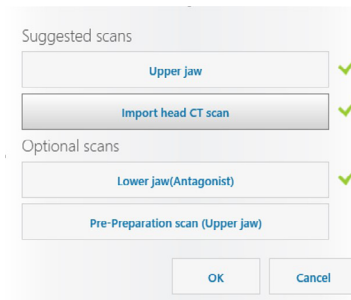 Suggested scans
Upper jaw
Import head CT scan
Optional scans
Lower jaw(Antagonist)
Pre-Preparation scan (Upper jaw)
OK Cancel